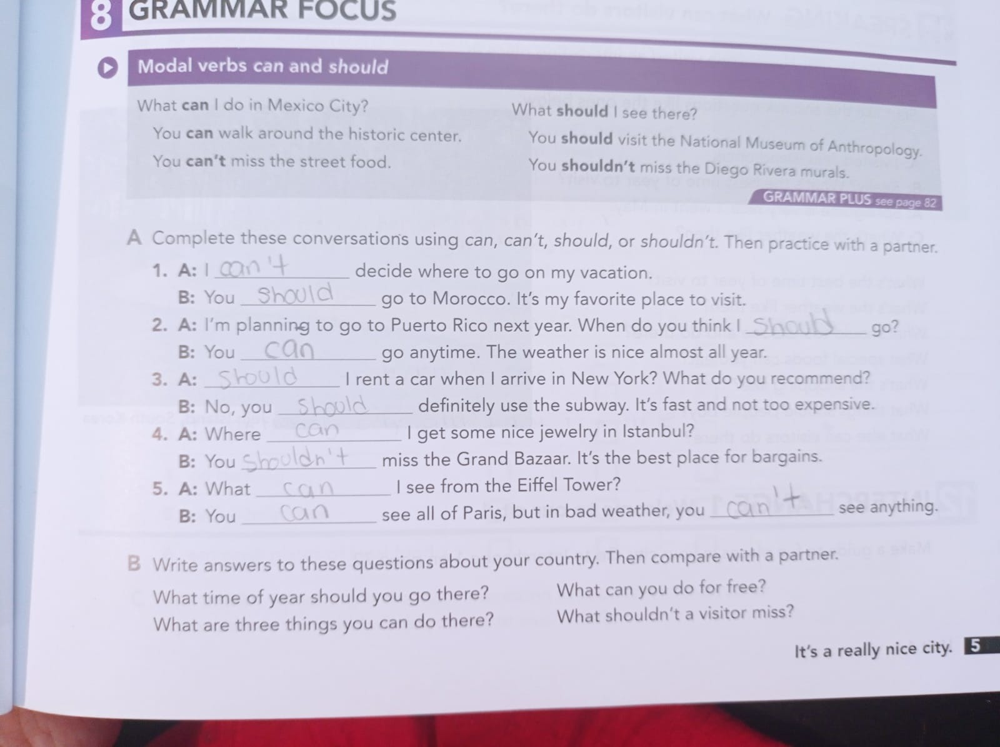 8 GRAMMAR FOCUS
Modal verbs can and should
What can I do in Mexico City?
You can walk around the historic center.
You can't miss the street food.
What should I see there?
You should visit the National Museum of Anthropology.
You shouldn't miss the Diego Rivera murals.
GRAMMAR PLUS see page 82
A Complete these conversations using can, can't, should, or shouldn't. Then practice with a partner.
1. A: I can't decide where to go on my vacation.
B: You should go to Morocco. It's my favorite place to visit.
2. A: I'm planning to go to Puerto Rico next year. When do you think I should go?
B: You can go anytime. The weather is nice almost all year.
3. A: should I rent a car when I arrive in New York? What do you recommend?
B: No, you should definitely use the subway. It's fast and not too expensive.
4. A: Where can I get some nice jewelry in Istanbul?
B: You shouldn't miss the Grand Bazaar. It's the best place for bargains.
5. A: What can I see from the Eiffel Tower?
B: You can see all of Paris, but in bad weather, you can't see anything.
B Write answers to these questions about your country. Then compare with a partner.
What time of year should you go there?
What are three things you can do there?
What can you do for free?
What shouldn't a visitor miss?
It's a really nice city. 5